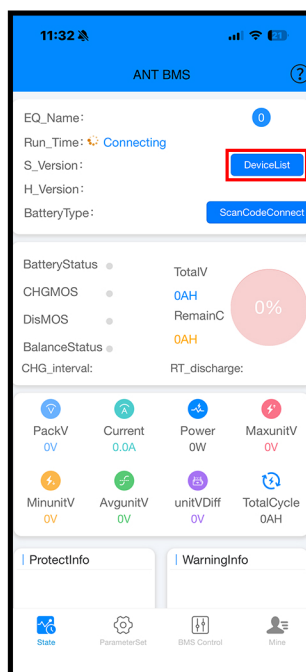 11:32
21
ANT BMS
?
EQ_Name:
0
Run_Time: Connecting
S_Version:
DeviceList
H_Version:
BatteryType:
ScanCodeConnect
BatteryStatus
TotalV
CHGMOS
0AH
0%
DisMOS
RemainC
0AH
BalanceStatus
CHG_interval:
RT_discharge:
PackV
Current
Power
MaxunitV
0V
0.0A
0W
0V
MinunitV
AvgunitV
unitVDiff
TotalCycle
0V
0V
0V
0AH
ProtectInfo
WarningInfo
State
ParameterSet
BMS Control
Mine